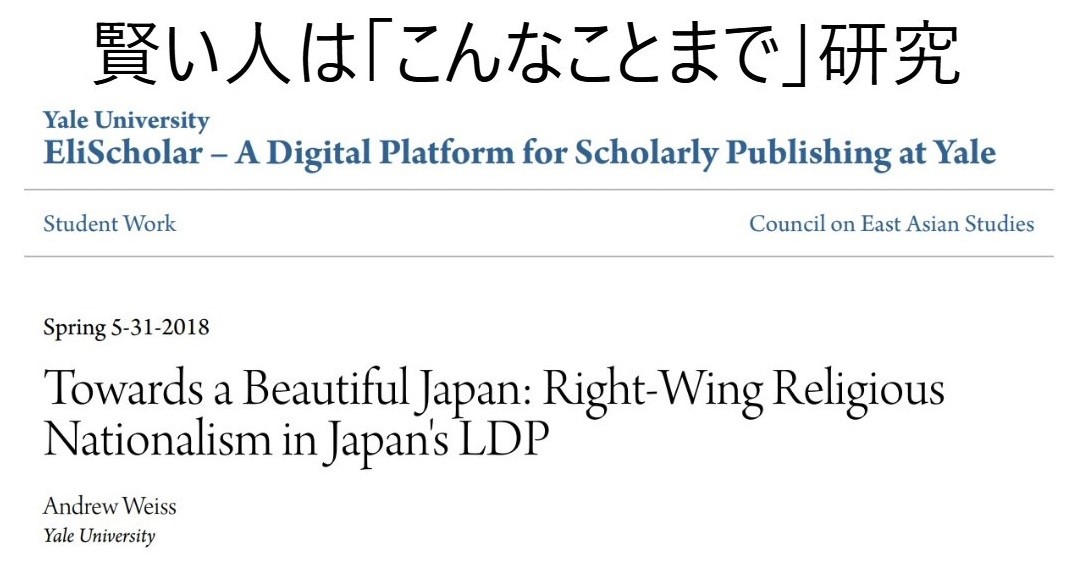 賢い人は「こんなことまで」研究
Yale University
EliScholar – A Digital Platform for Scholarly Publishing at Yale
Student Work Council on East Asian Studies
Spring 5-31-2018
Towards a Beautiful Japan: Right-Wing Religious
Nationalism in Japan's LDP
Andrew Weiss
Yale University